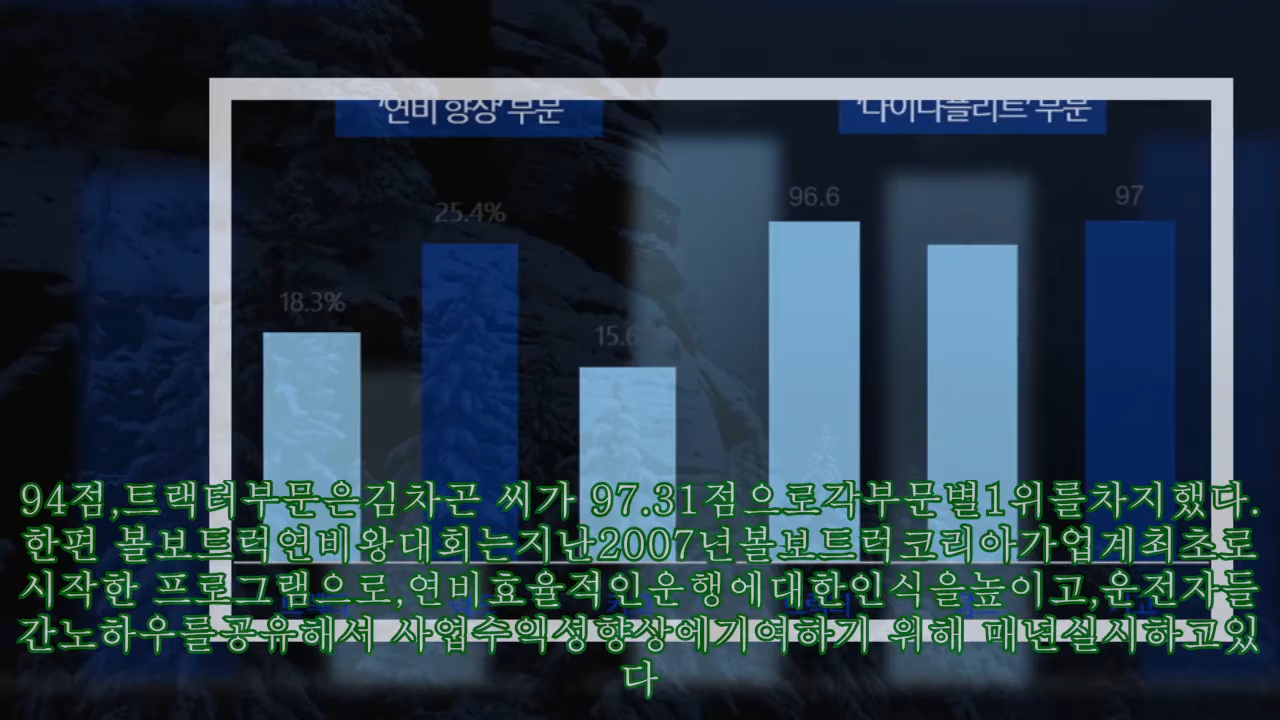 '연비 향상' 부문
'다이나플리트' 부문
25.4%
18.3%
96.6
97
94점,트랙터부문은김차곤 씨가 97.31점으로각부문별1위를차지했다.
한편 볼보트럭연비왕대회는지난2007년볼보트럭코리아가업계최초로
시작한 프로그램으로,연비효율적인운행에대한인식을높이고,운전자들
간노하우를공유해서 사업수익성향상에기여하기 위해 매년실시하고있
다